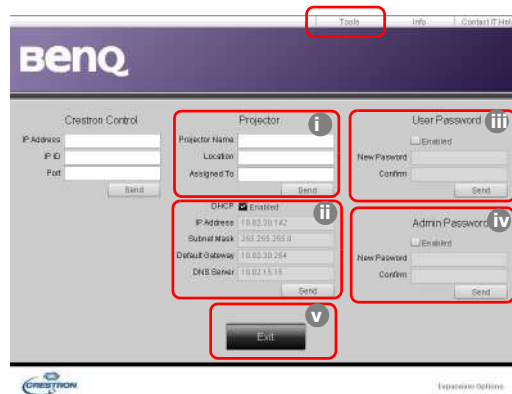 Tools Info Contact IT Help
BenQ
Crestron Control
IP Address
IP ID
Port
Send
Projector i
Projector Name
Location
Assigned To
Send
ii
DHCP Enabled
IP Address 10.82.30.142
Subnet Mask 255.255.255.0
Default Gateway 10.82.30.254
DNS Server 10.82.15.15
Send
User Password iii
Enabled
New Password
Confirm
Send
Admin Password iv
Enabled
New Password
Confirm
Send
v
Exit
CRESTRON
Expansion Options